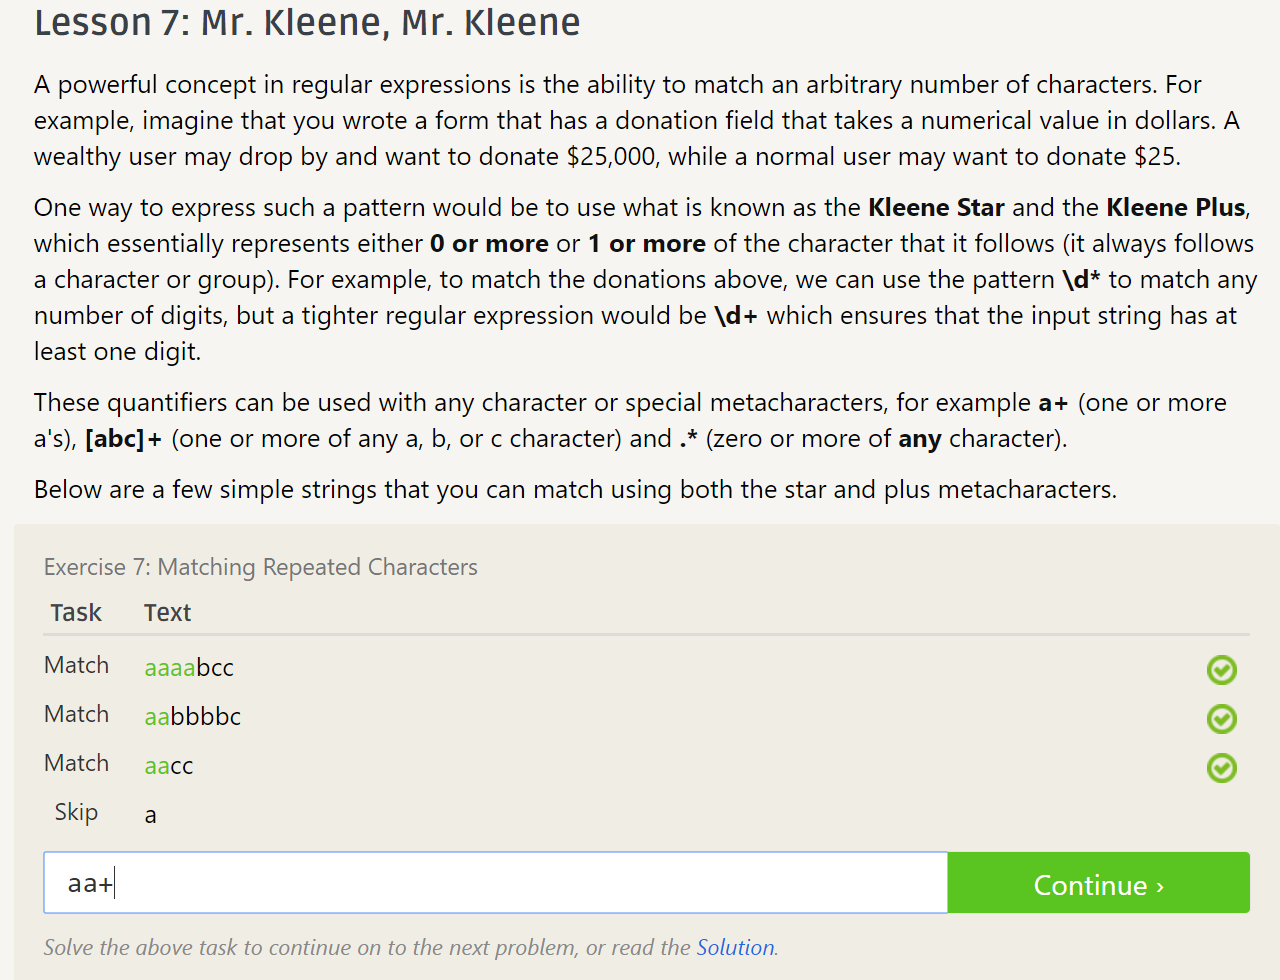 Lesson 7: Mr. Kleene, Mr. Kleene
A powerful concept in regular expressions is the ability to match an arbitrary number of characters. For
example, imagine that you wrote a form that has a donation field that takes a numerical value in dollars. A
wealthy user may drop by and want to donate $25,000, while a normal user may want to donate $25.
One way to express such a pattern would be to use what is known as the Kleene Star and the Kleene Plus,
which essentially represents either 0 or more or 1 or more of the character that it follows (it always follows
a character or group). For example, to match the donations above, we can use the pattern \d* to match any
number of digits, but a tighter regular expression would be \d+ which ensures that the input string has at
least one digit.
These quantifiers can be used with any character or special metacharacters, for example a+ (one or more
a's), [abc]+ (one or more of any a, b, or c character) and .* (zero or more of any character).
Below are a few simple strings that you can match using both the star and plus metacharacters.
Exercise 7: Matching Repeated Characters
Task Text
Match aaaabcc
Match aabbbbc
Match aacc
Skip a
aa+ Continue ›
Solve the above task to continue on to the next problem, or read the Solution.